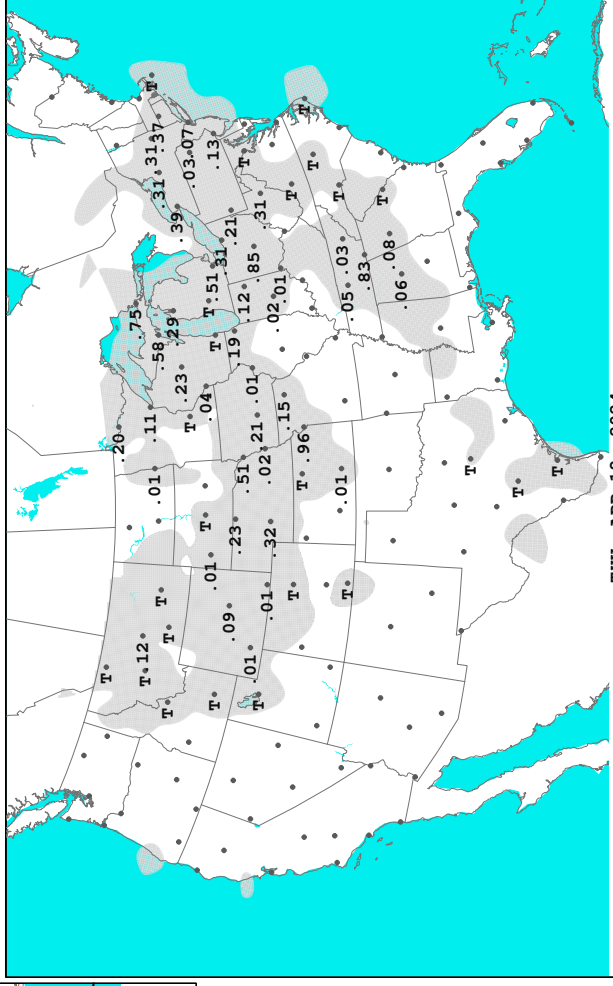 T
.20
.75
.12
T
.11
.31
T
.01
.58
.31
.37
T
T
T
.29
.39
.23
T
.03
.07
T
.04
T
.01
.51
.13
T
T
.31
.09
.21
.23
.19
.51
.12
T
.01
.01
.85
T
.21
.31
.02
.01
.32
.02
.01
.15
T
T
T
.96
T
T
T
.01
.03
T
.05
.83
T
.08
.06
T
T
T